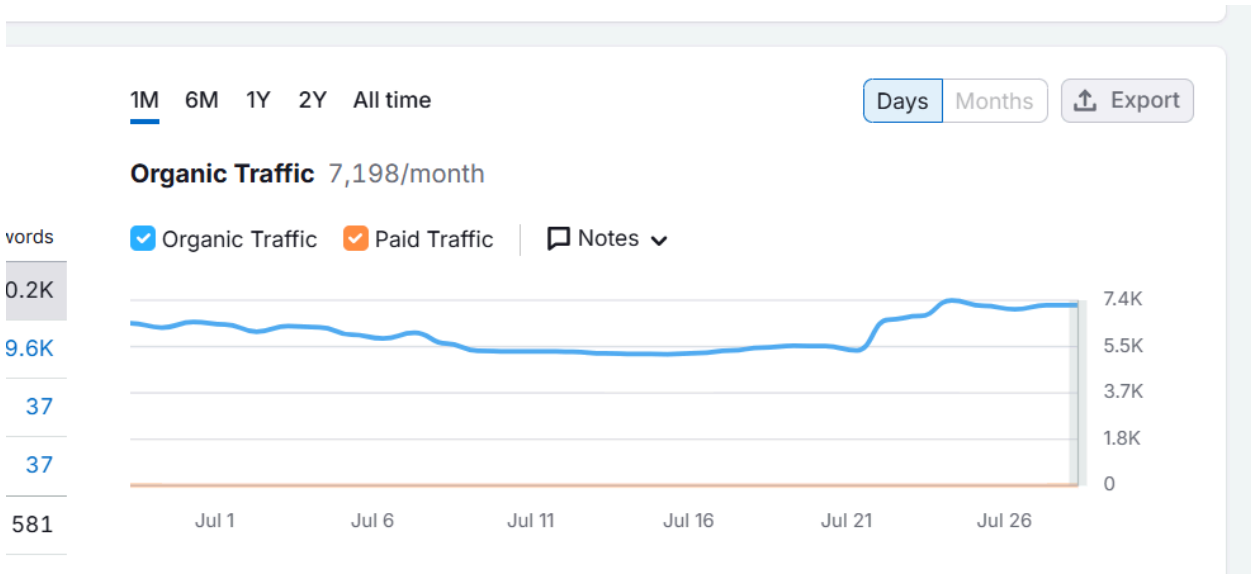 1M 6M 1Y 2Y All time Days Months Export
Organic Traffic 7,198/month
words
Organic Traffic Paid Traffic Notes
0.2K
9.6K
37
37
581
7.4K
5.5K
3.7K
1.8K
0
Jul 1 Jul 6 Jul 11 Jul 16 Jul 21 Jul 26